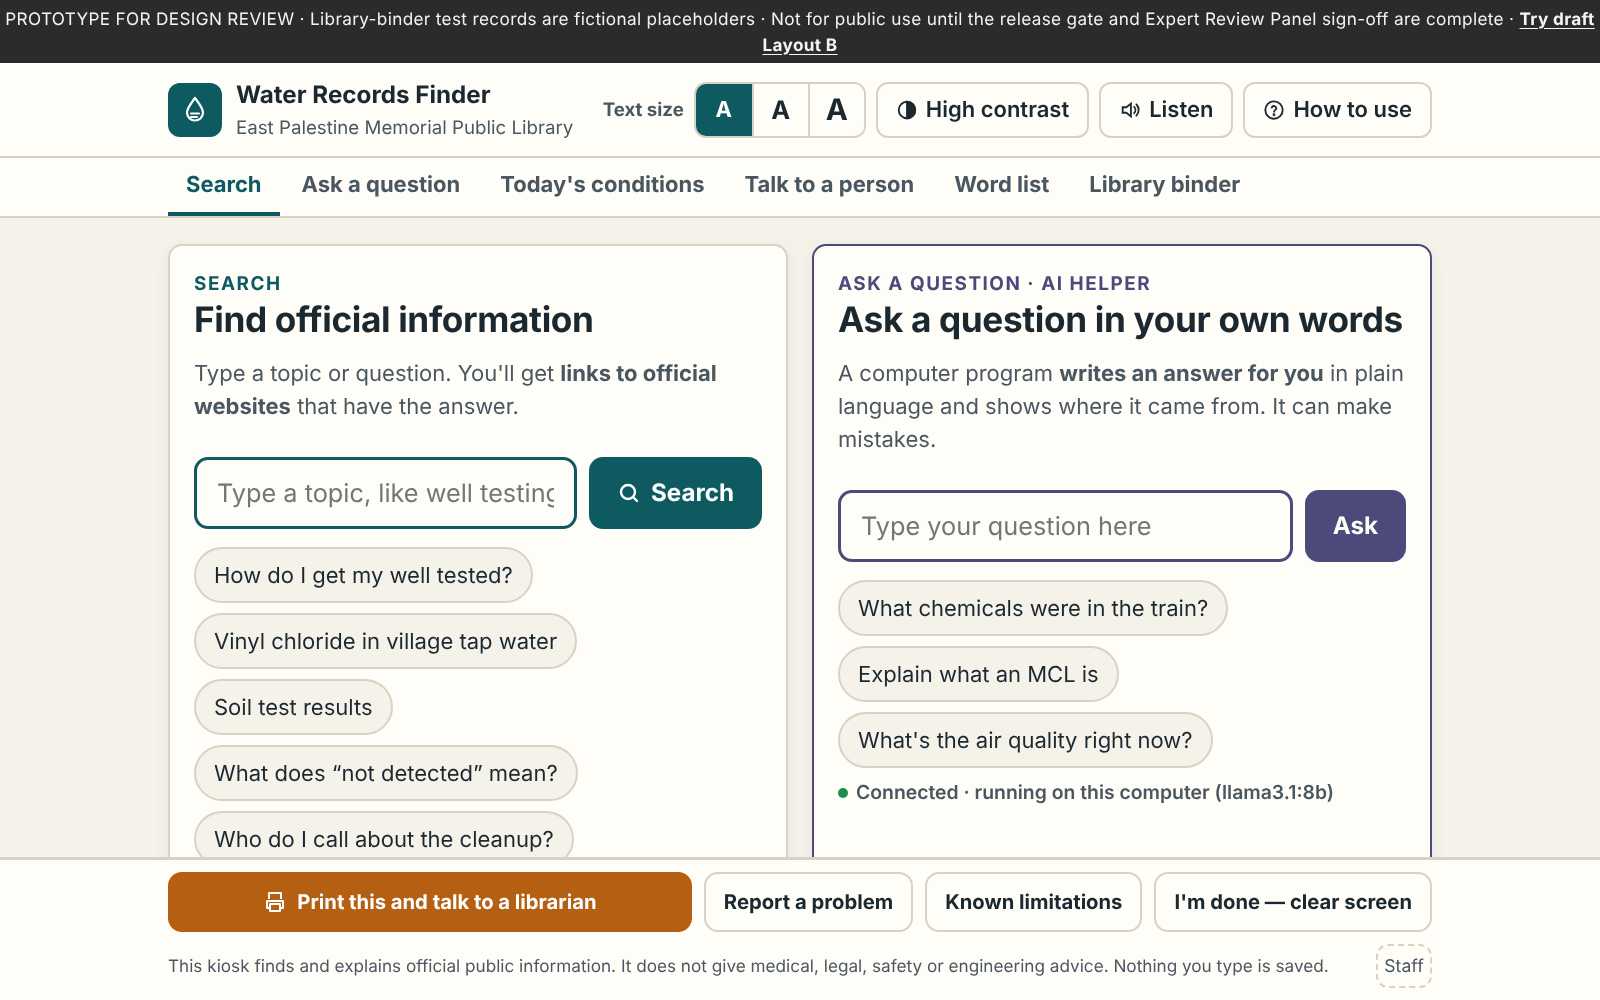 PROTOTYPE FOR DESIGN REVIEW · Library-binder test records are fictional placeholders · Not for public use until the release gate and Expert Review Panel sign-off are complete · Try draft
Layout B
Water Records Finder
East Palestine Memorial Public Library
Text size
A A A
High contrast
Listen
How to use
Search
Ask a question
Today's conditions
Talk to a person
Word list
Library binder
SEARCH
Find official information
Type a topic or question. You'll get links to official
websites that have the answer.
Type a topic, like well testing
Search
How do I get my well tested?
Vinyl chloride in village tap water
Soil test results
What does “not detected” mean?
Who do I call about the cleanup?
ASK A QUESTION · AI HELPER
Ask a question in your own words
A computer program writes an answer for you in plain
language and shows where it came from. It can make
mistakes.
Type your question here
Ask
What chemicals were in the train?
Explain what an MCL is
What's the air quality right now?
Connected · running on this computer (llama3.1:8b)
Print this and talk to a librarian
Report a problem
Known limitations
I'm done — clear screen
This kiosk finds and explains official public information. It does not give medical, legal, safety or engineering advice. Nothing you type is saved.
Staff